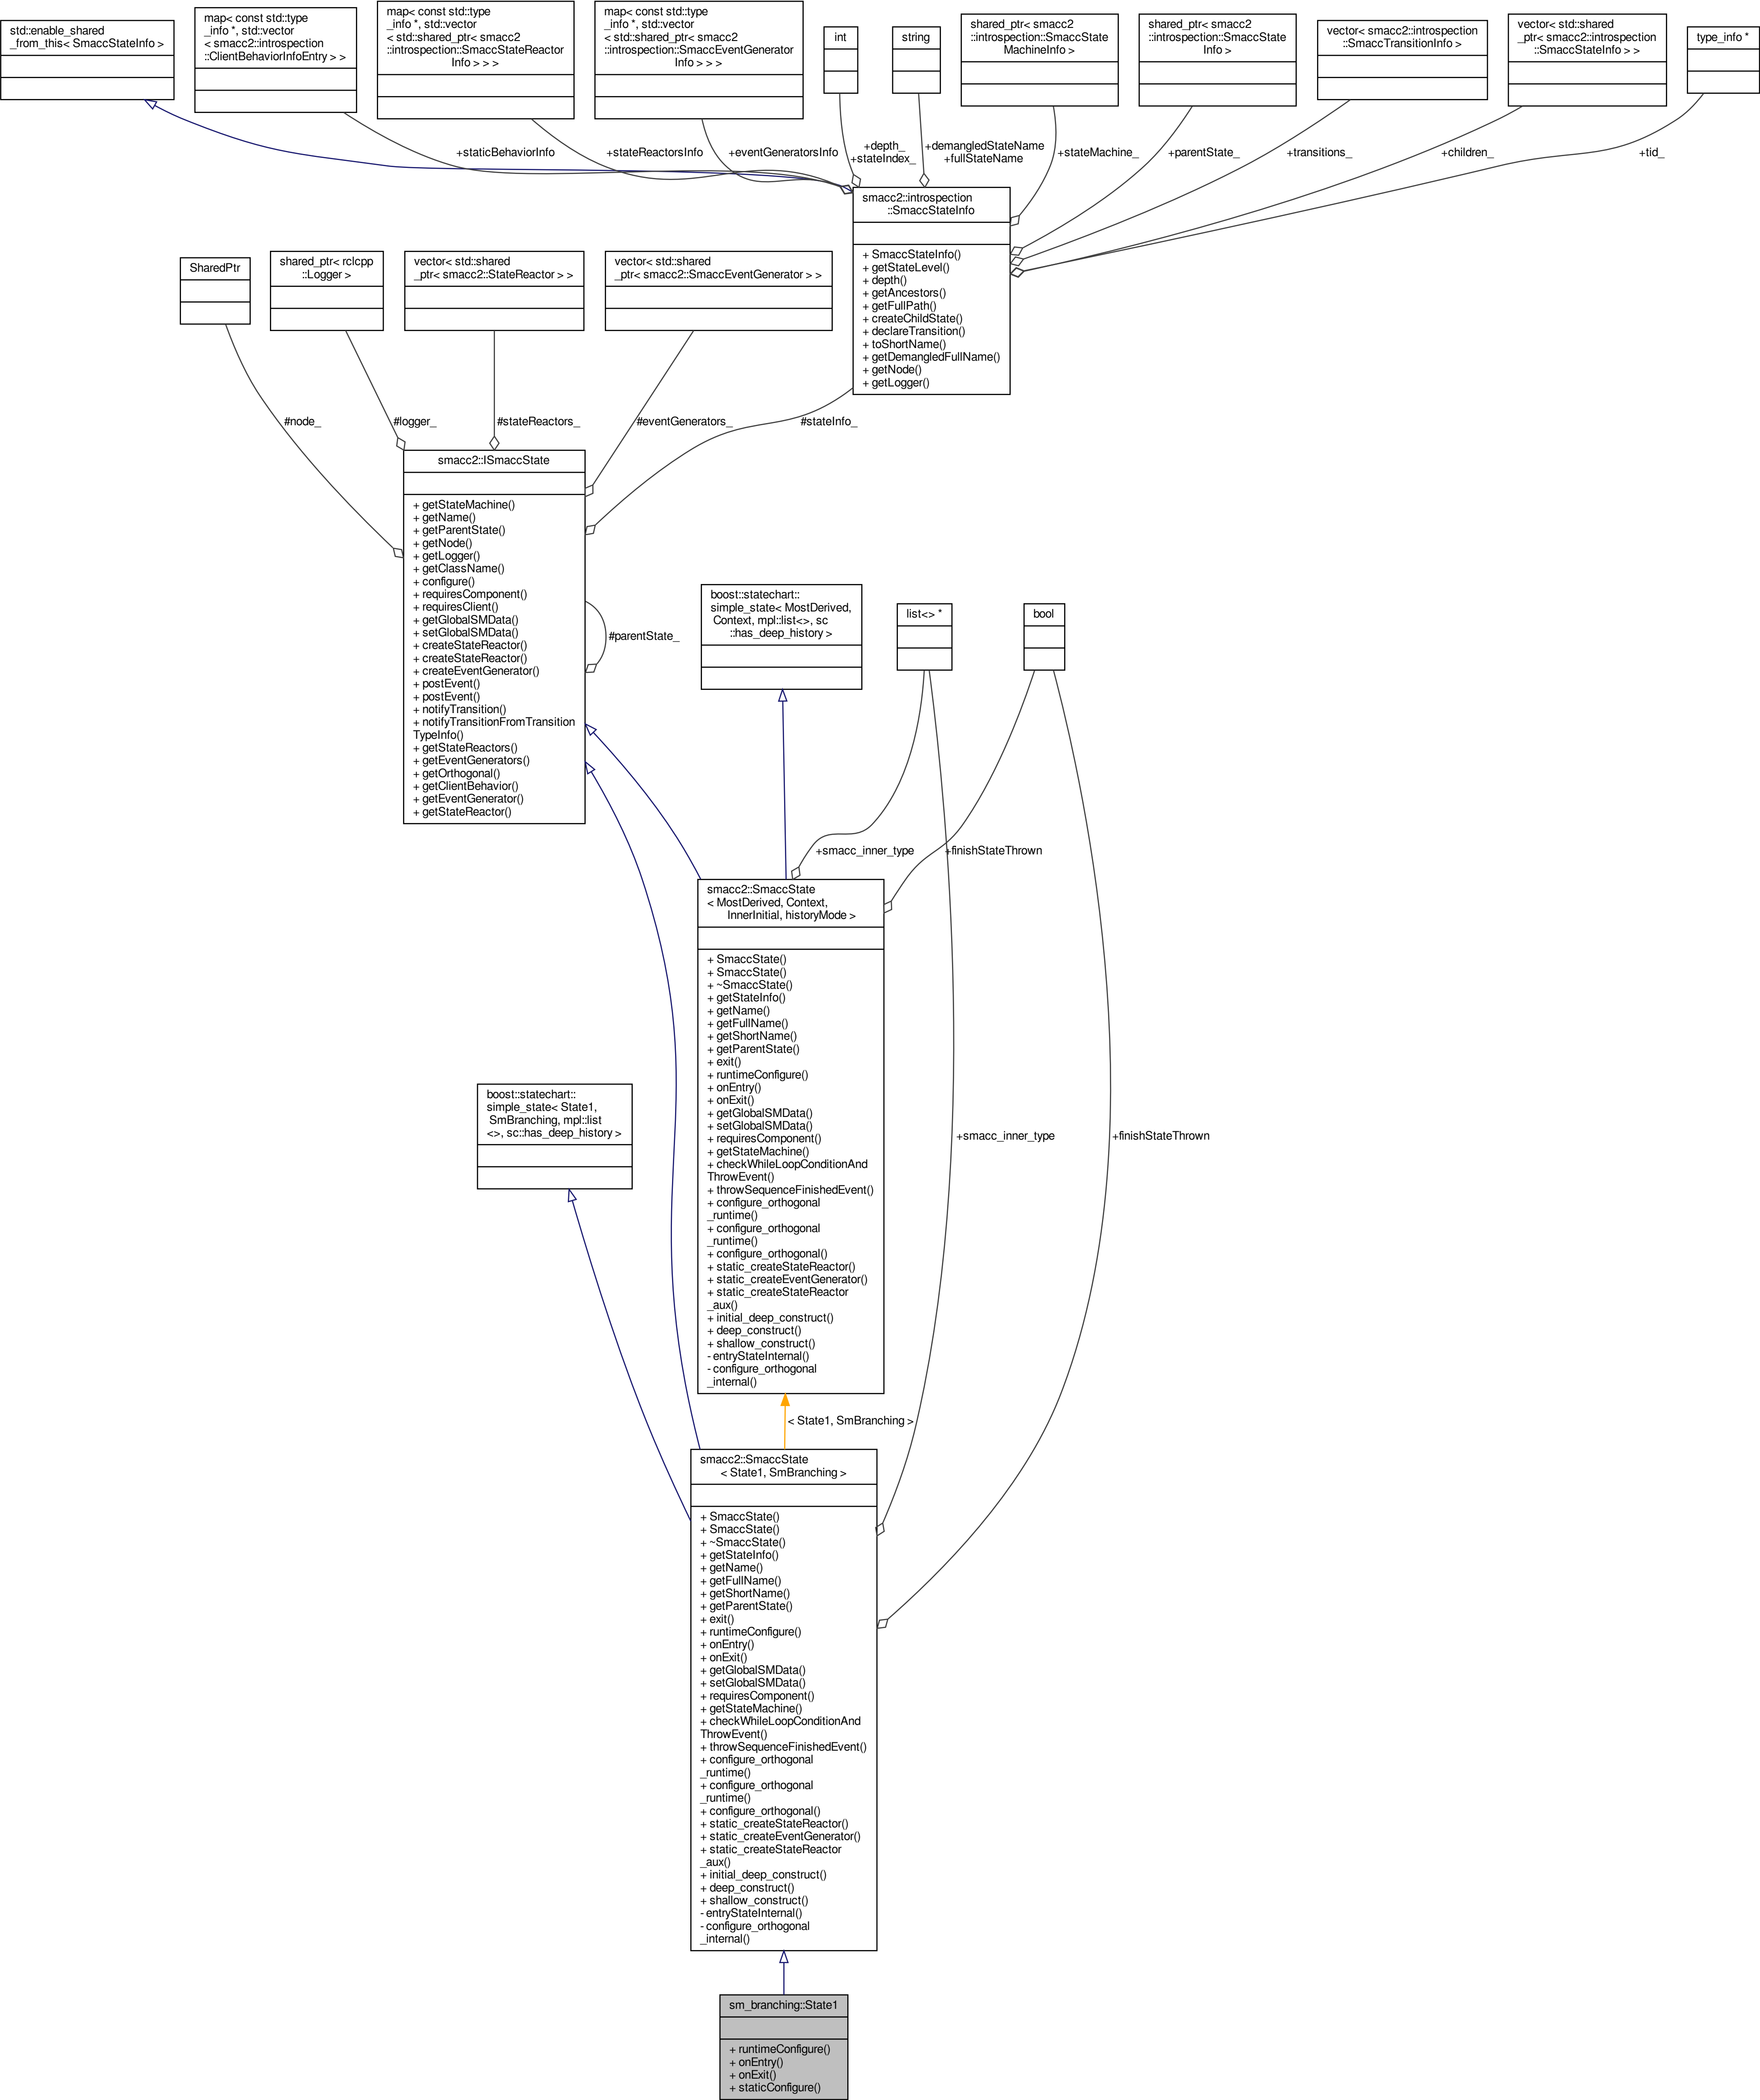 std::enable_shared
_from_this< SmaccStateInfo >
map< const std::type
_info *, std::vector
< smacc2::introspection
::ClientBehaviorInfoEntry > >
map< const std::type
_info *, std::vector
< std::shared_ptr< smacc2
::introspection::SmaccStateReactor
Info > > >
map< const std::type
_info *, std::vector
< std::shared_ptr< smacc2
::introspection::SmaccEventGenerator
Info > > >
int
string
shared_ptr< smacc2
::introspection::SmaccState
MachineInfo >
shared_ptr< smacc2
::introspection::SmaccState
Info >
vector< smacc2::introspection
::SmaccTransitionInfo >
vector< std::shared
_ptr< smacc2::introspection
::SmaccStateInfo > >
type_info *
+staticBehaviorInfo
+stateReactorsInfo
+eventGeneratorsInfo
+depth_
+stateIndex_
+demangledStateName
+fullStateName
+stateMachine_
+parentState_
+transitions_
+children_
+tid_
smacc2::introspection
::SmaccStateInfo
+ SmaccStateInfo()
+ getStateLevel()
+ depth()
+ getAncestors()
+ getFullPath()
+ createChildState()
+ declareTransition()
+ toShortName()
+ getDemangledFullName()
+ getNode()
+ getLogger()
SharedPtr
shared_ptr< rclcpp
::Logger >
vector< std::shared
_ptr< smacc2::StateReactor > >
vector< std::shared
_ptr< smacc2::SmaccEventGenerator > >
#node_
#logger_
#stateReactors_
#eventGenerators_
#stateInfo_
smacc2::ISmaccState
+ getStateMachine()
+ getName()
+ getParentState()
+ getNode()
+ getLogger()
+ getClassName()
+ configure()
+ requiresComponent()
+ requiresClient()
+ getGlobalSMData()
+ setGlobalSMData()
+ createStateReactor()
+ createStateReactor()
+ createEventGenerator()
+ postEvent()
+ postEvent()
+ notifyTransition()
+ notifyTransitionFromTransition
TypeInfo()
+ getStateReactors()
+ getEventGenerators()
+ getOrthogonal()
+ getClientBehavior()
+ getEventGenerator()
+ getStateReactor()
#parentState_
boost::statechart::
simple_state< MostDerived,
Context, mpl::list<>, sc
::has_deep_history >
list<> *
bool
+smacc_inner_type
+finishStateThrown
smacc2::SmaccState
< MostDerived, Context,
InnerInitial, historyMode >
+ SmaccState()
+ SmaccState()
+ ~SmaccState()
+ getStateInfo()
+ getName()
+ getFullName()
+ getShortName()
+ getParentState()
+ exit()
+ runtimeConfigure()
+ onEntry()
+ onExit()
+ getGlobalSMData()
+ setGlobalSMData()
+ requiresComponent()
+ getStateMachine()
+ checkWhileLoopConditionAnd
ThrowEvent()
+ throwSequenceFinishedEvent()
+ configure_orthogonal
_runtime()
+ configure_orthogonal
_runtime()
+ configure_orthogonal()
+ static_createStateReactor()
+ static_createEventGenerator()
+ static_createStateReactor
_aux()
+ initial_deep_construct()
+ deep_construct()
+ shallow_construct()
- entryStateInternal()
- configure_orthogonal
_internal()
boost::statechart::
simple_state< State1,
SmBranching, mpl::list
<>, sc::has_deep_history >
+smacc_inner_type
+finishStateThrown
< State1, SmBranching >
smacc2::SmaccState
< State1, SmBranching >
+ SmaccState()
+ SmaccState()
+ ~SmaccState()
+ getStateInfo()
+ getName()
+ getFullName()
+ getShortName()
+ getParentState()
+ exit()
+ runtimeConfigure()
+ onEntry()
+ onExit()
+ getGlobalSMData()
+ setGlobalSMData()
+ requiresComponent()
+ getStateMachine()
+ checkWhileLoopConditionAnd
ThrowEvent()
+ throwSequenceFinishedEvent()
+ configure_orthogonal
_runtime()
+ configure_orthogonal
_runtime()
+ configure_orthogonal()
+ static_createStateReactor()
+ static_createEventGenerator()
+ static_createStateReactor
_aux()
+ initial_deep_construct()
+ deep_construct()
+ shallow_construct()
- entryStateInternal()
- configure_orthogonal
_internal()
sm_branching::State1
+ runtimeConfigure()
+ onEntry()
+ onExit()
+ staticConfigure()